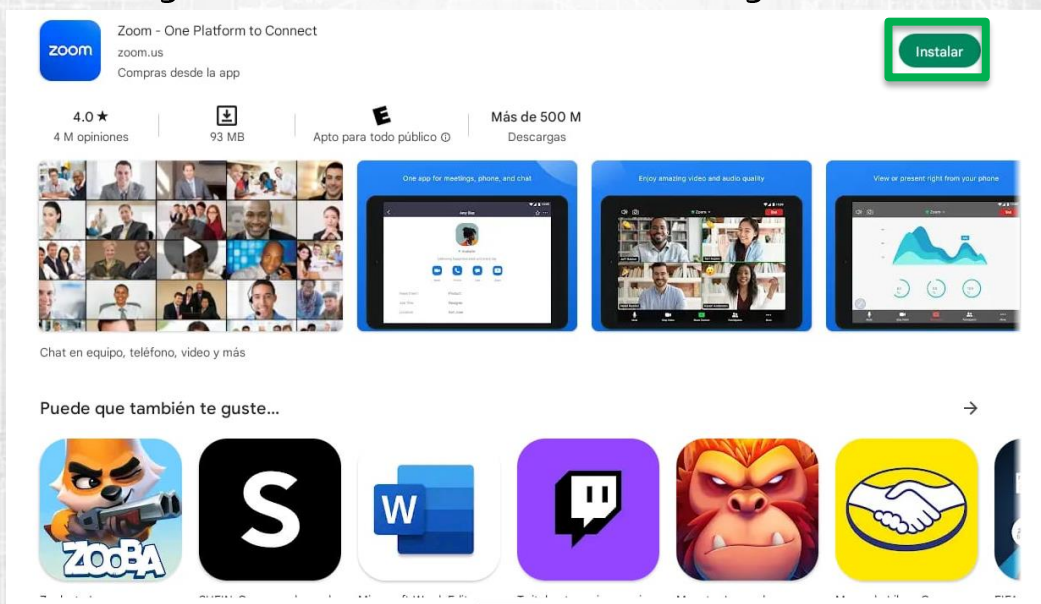 Zoom - One Platform to Connect
zoom
zoom.us
Compras desde la app
Instalar
4.0 ★
4 M opiniones
93 MB
E
Apto para todo público
Más de 500 M
Descargas
One app for meetings, phone, and chat
Enjoy amazing video and audio quality
View or present right from your phone
Chat en equipo, teléfono, video y más
Puede que también te guste...
ZOOBA
S
W